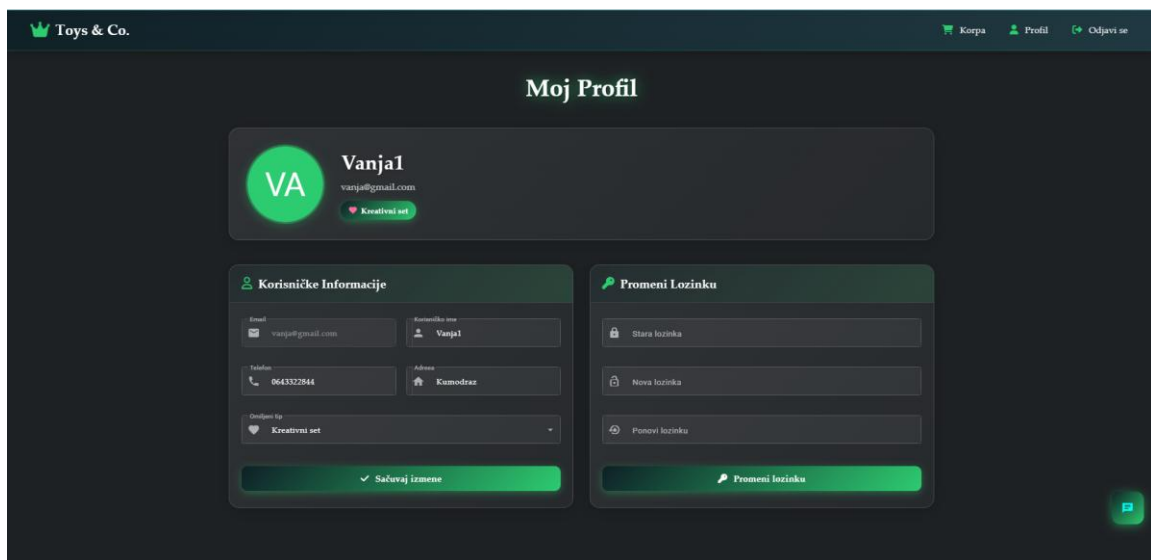 Toys & Co.
Korpa
Profil
Odjavi se
Moj Profil
VA
Vanja1
vanja@gmail.com
Kreativni set
Korisničke Informacije
Email
vanja@gmail.com
Korisničko ime
Vanja1
Telefon
0643322844
Adresa
Kumodraz
Omiljeni tip
Kreativni set
Sačuvaj izmene
Promeni Lozinku
Stara lozinka
Nova lozinka
Ponovi lozinku
Promeni lozinku